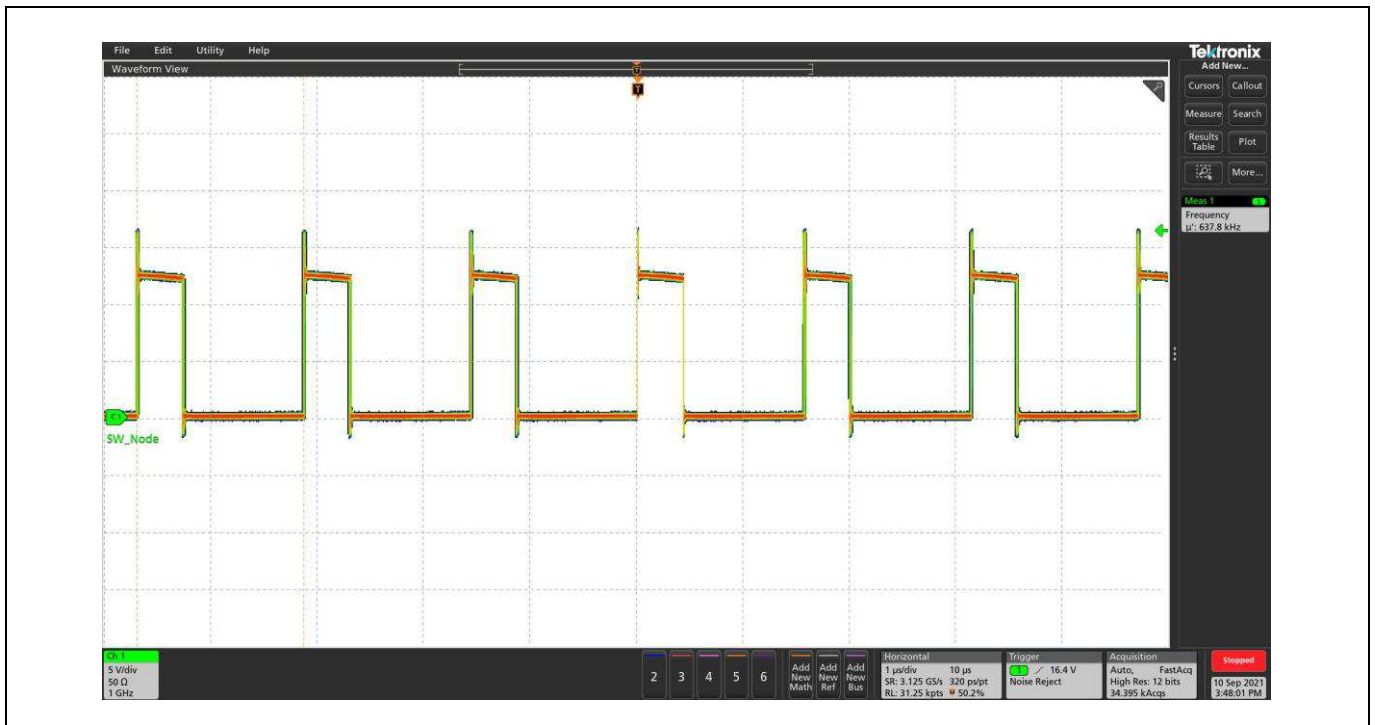 File Edit Utility Help
Tektronix
Waveform View
Add New...
T
T
Cursors Callout
Measure Search
Results Table Plot
More...
Meas 1 1
Frequency
µ': 637.8 kHz
C1
SW_Node
Ch 1
5 V/div
50 Ω
1 GHz
2 3 4 5 6
Add New Math
Add New Ref
Add New Bus
Horizontal
1 µs/div 10 µs
SR: 3.125 GS/s 320 ps/pt
RL: 31.25 kpts 50.2%
Trigger
1 16.4 V
Noise Reject
Acquisition
Auto, FastAcq
High Res: 12 bits
34.395 kAcqs
Stopped
10 Sep 2021
3:48:01 PM